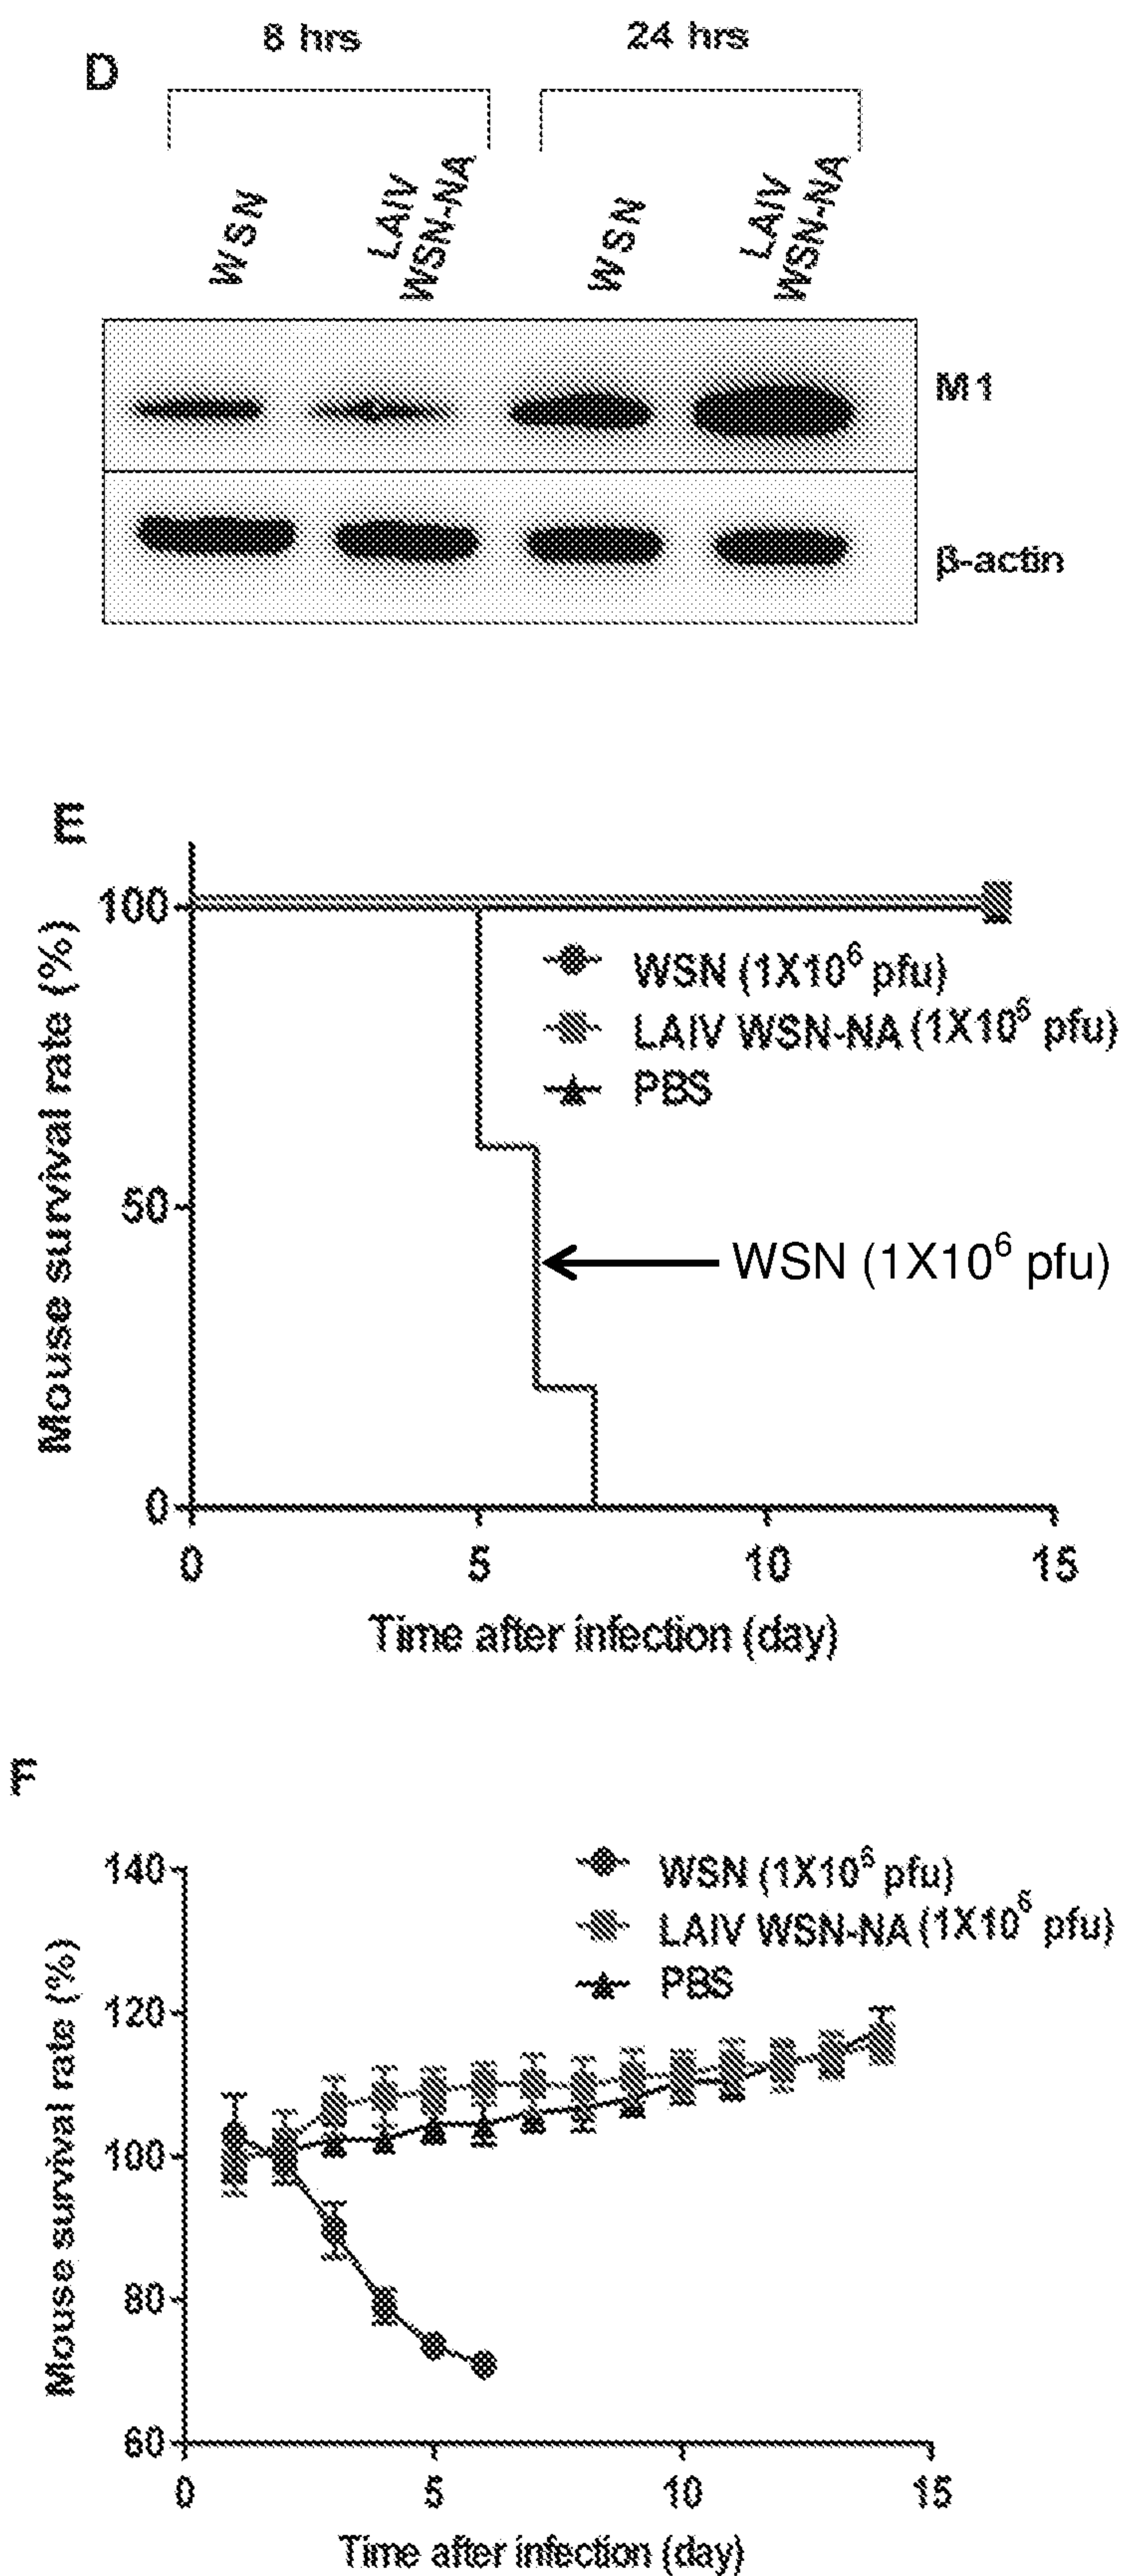 D
8 hrs 24 hrs
WSN
LAIV
WSN-NA
WSN
LAIV
WSN-NA
M1
β-actin
E
Mouse survival rate (%)
100
50
0
WSN (1X10⁶ pfu)
LAIV WSN-NA (1X10⁶ pfu)
PBS
WSN (1X10⁶ pfu)
0 5 10 15
Time after infection (day)
F
Mouse survival rate (%)
140
120
100
80
60
WSN (1X10⁶ pfu)
LAIV WSN-NA (1X10⁶ pfu)
PBS
0 5 10 15
Time after infection (day)